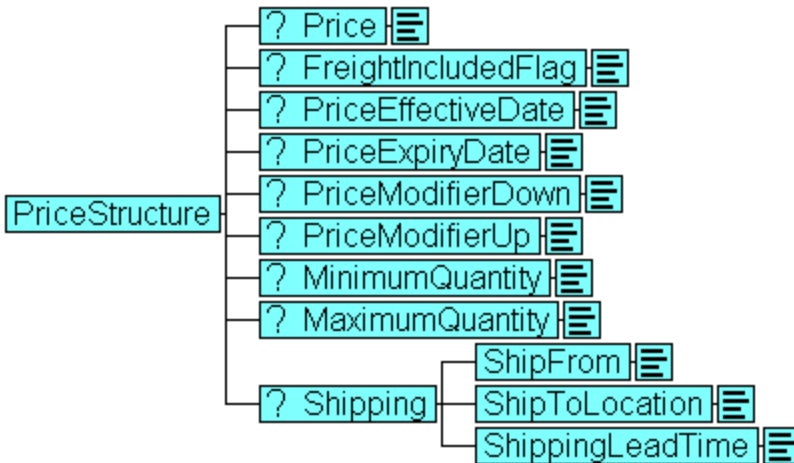 ? Price
? FreightIncludedFlag
? PriceEffectiveDate
? PriceExpiryDate
? PriceModifierDown
PriceStructure
? PriceModifierUp
? MinimumQuantity
? MaximumQuantity
ShipFrom
? Shipping
ShipToLocation
ShippingLeadTime